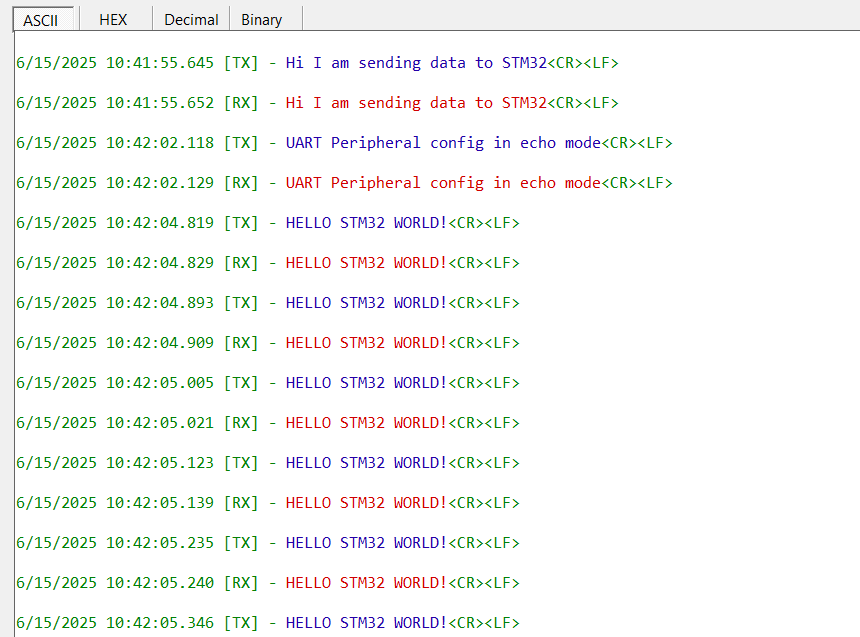 ASCII HEX Decimal Binary
6/15/2025 10:41:55.645 [TX] - Hi I am sending data to STM32<CR><LF>
6/15/2025 10:41:55.652 [RX] - Hi I am sending data to STM32<CR><LF>
6/15/2025 10:42:02.118 [TX] - UART Peripheral config in echo mode<CR><LF>
6/15/2025 10:42:02.129 [RX] - UART Peripheral config in echo mode<CR><LF>
6/15/2025 10:42:04.819 [TX] - HELLO STM32 WORLD!<CR><LF>
6/15/2025 10:42:04.829 [RX] - HELLO STM32 WORLD!<CR><LF>
6/15/2025 10:42:04.893 [TX] - HELLO STM32 WORLD!<CR><LF>
6/15/2025 10:42:04.909 [RX] - HELLO STM32 WORLD!<CR><LF>
6/15/2025 10:42:05.005 [TX] - HELLO STM32 WORLD!<CR><LF>
6/15/2025 10:42:05.021 [RX] - HELLO STM32 WORLD!<CR><LF>
6/15/2025 10:42:05.123 [TX] - HELLO STM32 WORLD!<CR><LF>
6/15/2025 10:42:05.139 [RX] - HELLO STM32 WORLD!<CR><LF>
6/15/2025 10:42:05.235 [TX] - HELLO STM32 WORLD!<CR><LF>
6/15/2025 10:42:05.240 [RX] - HELLO STM32 WORLD!<CR><LF>
6/15/2025 10:42:05.346 [TX] - HELLO STM32 WORLD!<CR><LF>